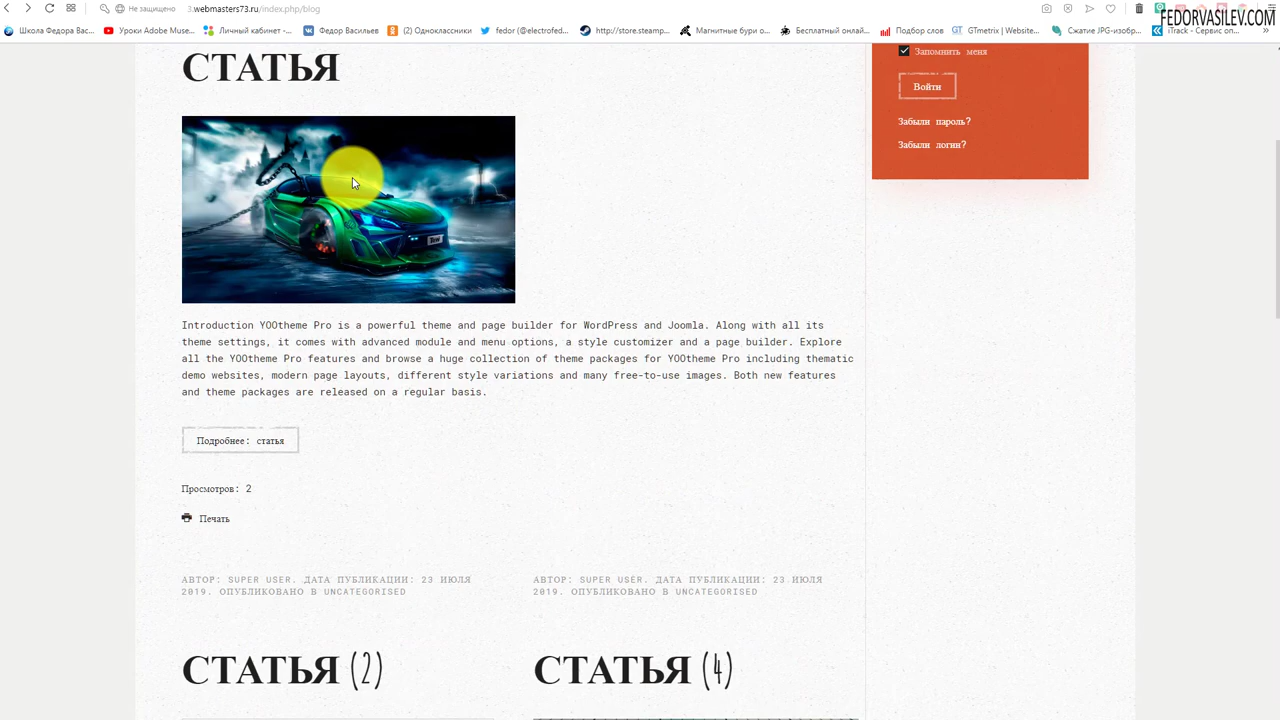 Не защищено
3.webmasters73.ru/index.php/blog
FEDORVASILEV.COM
Школа Федора Вас...
Уроки Adobe Muse...
Личный кабинет -...
Федор Васильев
(2) Одноклассники
fedor (@electrofed...
http://store.steamp...
Магнитные бури о...
Бесплатный онлай...
Подбор слов
GTmetrix | Website...
Сжатие JPG-изобр...
iTrack - Сервис оп...
СТАТЬЯ
Запомнить меня
Войти
Забыли пароль?
Забыли логин?
Introduction YOOtheme Pro is a powerful theme and page builder for WordPress and Joomla. Along with all its
theme settings, it comes with advanced module and menu options, a style customizer and a page builder. Explore
all the YOOtheme Pro features and browse a huge collection of theme packages for YOOtheme Pro including thematic
demo websites, modern page layouts, different style variations and many free-to-use images. Both new features
and theme packages are released on a regular basis.
Подробнее: статья
Просмотров: 2
Печать
АВТОР: SUPER USER. ДАТА ПУБЛИКАЦИИ: 23 ИЮЛЯ
2019. ОПУБЛИКОВАНО В UNCATEGORISED
АВТОР: SUPER USER. ДАТА ПУБЛИКАЦИИ: 23 ИЮЛЯ
2019. ОПУБЛИКОВАНО В UNCATEGORISED
СТАТЬЯ (2)
СТАТЬЯ (4)